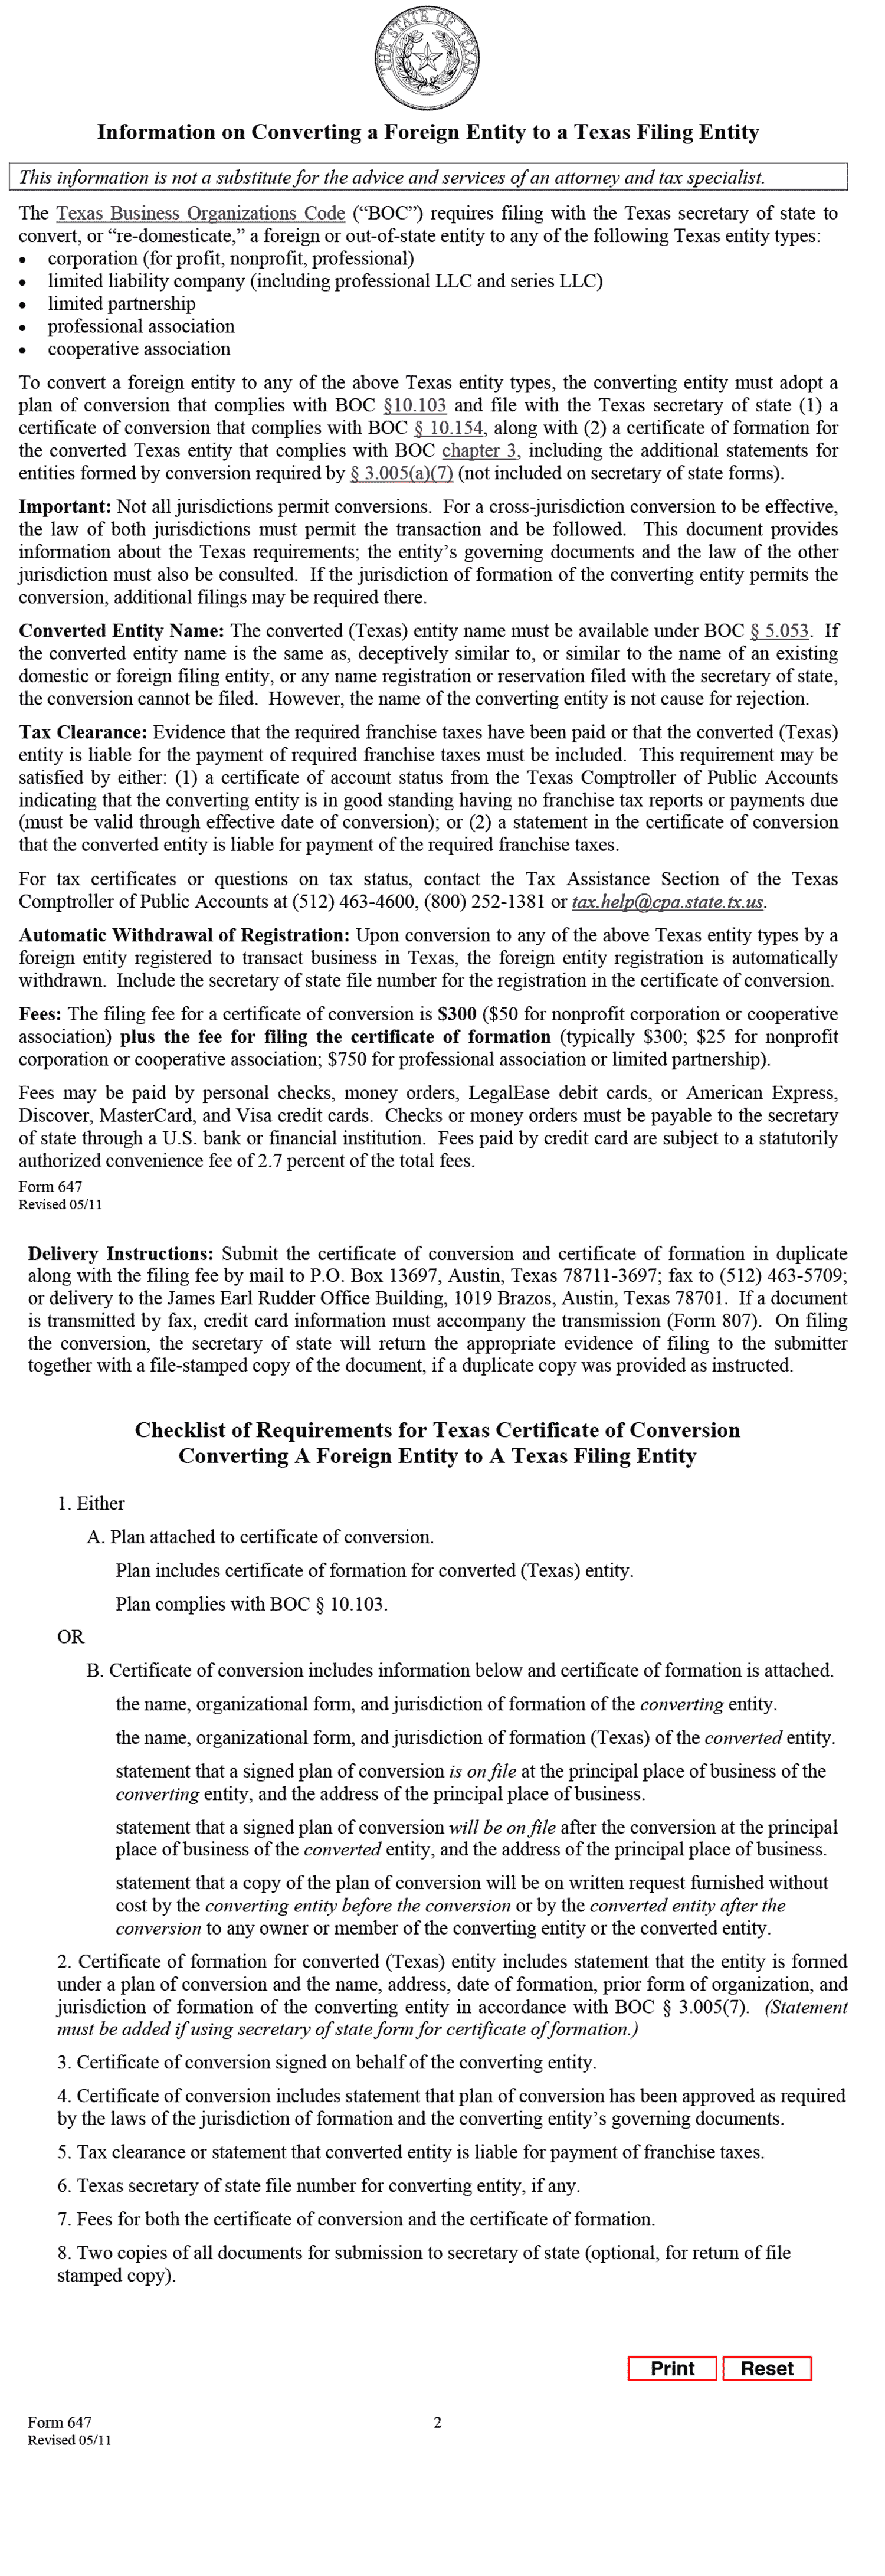 THE STATE OF TEXAS
Information on Converting a Foreign Entity to a Texas Filing Entity
This information is not a substitute for the advice and services of an attorney and tax specialist.
The Texas Business Organizations Code (“BOC”) requires filing with the Texas secretary of state to
convert, or “re-domesticate,” a foreign or out-of-state entity to any of the following Texas entity types:
• corporation (for profit, nonprofit, professional)
• limited liability company (including professional LLC and series LLC)
• limited partnership
• professional association
• cooperative association
To convert a foreign entity to any of the above Texas entity types, the converting entity must adopt a
plan of conversion that complies with BOC §10.103 and file with the Texas secretary of state (1) a
certificate of conversion that complies with BOC § 10.154, along with (2) a certificate of formation for
the converted Texas entity that complies with BOC chapter 3, including the additional statements for
entities formed by conversion required by § 3.005(a)(7) (not included on secretary of state forms).
Important: Not all jurisdictions permit conversions. For a cross-jurisdiction conversion to be effective,
the law of both jurisdictions must permit the transaction and be followed. This document provides
information about the Texas requirements; the entity’s governing documents and the law of the other
jurisdiction must also be consulted. If the jurisdiction of formation of the converting entity permits the
conversion, additional filings may be required there.
Converted Entity Name: The converted (Texas) entity name must be available under BOC § 5.053. If
the converted entity name is the same as, deceptively similar to, or similar to the name of an existing
domestic or foreign filing entity, or any name registration or reservation filed with the secretary of state,
the conversion cannot be filed. However, the name of the converting entity is not cause for rejection.
Tax Clearance: Evidence that the required franchise taxes have been paid or that the converted (Texas)
entity is liable for the payment of required franchise taxes must be included. This requirement may be
satisfied by either: (1) a certificate of account status from the Texas Comptroller of Public Accounts
indicating that the converting entity is in good standing having no franchise tax reports or payments due
(must be valid through effective date of conversion); or (2) a statement in the certificate of conversion
that the converted entity is liable for payment of the required franchise taxes.
For tax certificates or questions on tax status, contact the Tax Assistance Section of the Texas
Comptroller of Public Accounts at (512) 463-4600, (800) 252-1381 or tax.help@cpa.state.tx.us.
Automatic Withdrawal of Registration: Upon conversion to any of the above Texas entity types by a
foreign entity registered to transact business in Texas, the foreign entity registration is automatically
withdrawn. Include the secretary of state file number for the registration in the certificate of conversion.
Fees: The filing fee for a certificate of conversion is $300 ($50 for nonprofit corporation or cooperative
association) plus the fee for filing the certificate of formation (typically $300; $25 for nonprofit
corporation or cooperative association; $750 for professional association or limited partnership).
Fees may be paid by personal checks, money orders, LegalEase debit cards, or American Express,
Discover, MasterCard, and Visa credit cards. Checks or money orders must be payable to the secretary
of state through a U.S. bank or financial institution. Fees paid by credit card are subject to a statutorily
authorized convenience fee of 2.7 percent of the total fees.
Form 647
Revised 05/11
Delivery Instructions: Submit the certificate of conversion and certificate of formation in duplicate
along with the filing fee by mail to P.O. Box 13697, Austin, Texas 78711-3697; fax to (512) 463-5709;
or delivery to the James Earl Rudder Office Building, 1019 Brazos, Austin, Texas 78701. If a document
is transmitted by fax, credit card information must accompany the transmission (Form 807). On filing
the conversion, the secretary of state will return the appropriate evidence of filing to the submitter
together with a file-stamped copy of the document, if a duplicate copy was provided as instructed.
Checklist of Requirements for Texas Certificate of Conversion
Converting A Foreign Entity to A Texas Filing Entity
1. Either
A. Plan attached to certificate of conversion.
Plan includes certificate of formation for converted (Texas) entity.
Plan complies with BOC § 10.103.
OR
B. Certificate of conversion includes information below and certificate of formation is attached.
the name, organizational form, and jurisdiction of formation of the converting entity.
the name, organizational form, and jurisdiction of formation (Texas) of the converted entity.
statement that a signed plan of conversion is on file at the principal place of business of the
converting entity, and the address of the principal place of business.
statement that a signed plan of conversion will be on file after the conversion at the principal
place of business of the converted entity, and the address of the principal place of business.
statement that a copy of the plan of conversion will be on written request furnished without
cost by the converting entity before the conversion or by the converted entity after the
conversion to any owner or member of the converting entity or the converted entity.
2. Certificate of formation for converted (Texas) entity includes statement that the entity is formed
under a plan of conversion and the name, address, date of formation, prior form of organization, and
jurisdiction of formation of the converting entity in accordance with BOC § 3.005(7). (Statement
must be added if using secretary of state form for certificate of formation.)
3. Certificate of conversion signed on behalf of the converting entity.
4. Certificate of conversion includes statement that plan of conversion has been approved as required
by the laws of the jurisdiction of formation and the converting entity’s governing documents.
5. Tax clearance or statement that converted entity is liable for payment of franchise taxes.
6. Texas secretary of state file number for converting entity, if any.
7. Fees for both the certificate of conversion and the certificate of formation.
8. Two copies of all documents for submission to secretary of state (optional, for return of file
stamped copy).
Print Reset
Form 647 2
Revised 05/11